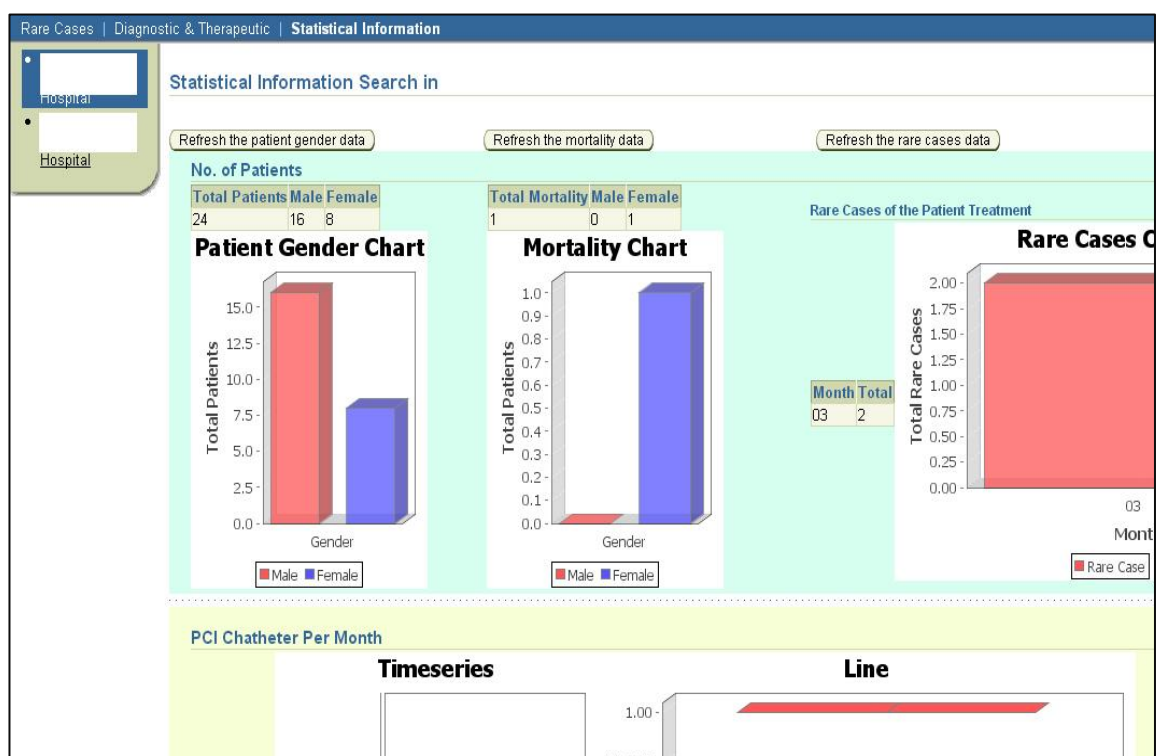 Rare Cases | Diagnostic & Therapeutic | Statistical Information
Hospital
Hospital
Statistical Information Search in
Refresh the patient gender data
Refresh the mortality data
Refresh the rare cases data
No. of Patients
Total Patients Male Female
24 16 8
Patient Gender Chart
Total Patients
15.0
12.5
10.0
7.5
5.0
2.5
0.0
Gender
Male Female
Total Mortality Male Female
1 0 1
Mortality Chart
Total Patients
1.0
0.9
0.8
0.7
0.6
0.5
0.4
0.3
0.2
0.1
0.0
Gender
Male Female
Rare Cases of the Patient Treatment
Month Total
03 2
Rare Cases C
Total Rare Cases
2.00
1.75
1.50
1.25
1.00
0.75
0.50
0.25
0.00
03
Mont
Rare Case
PCI Chatheter Per Month
Timeseries
Line
1.00